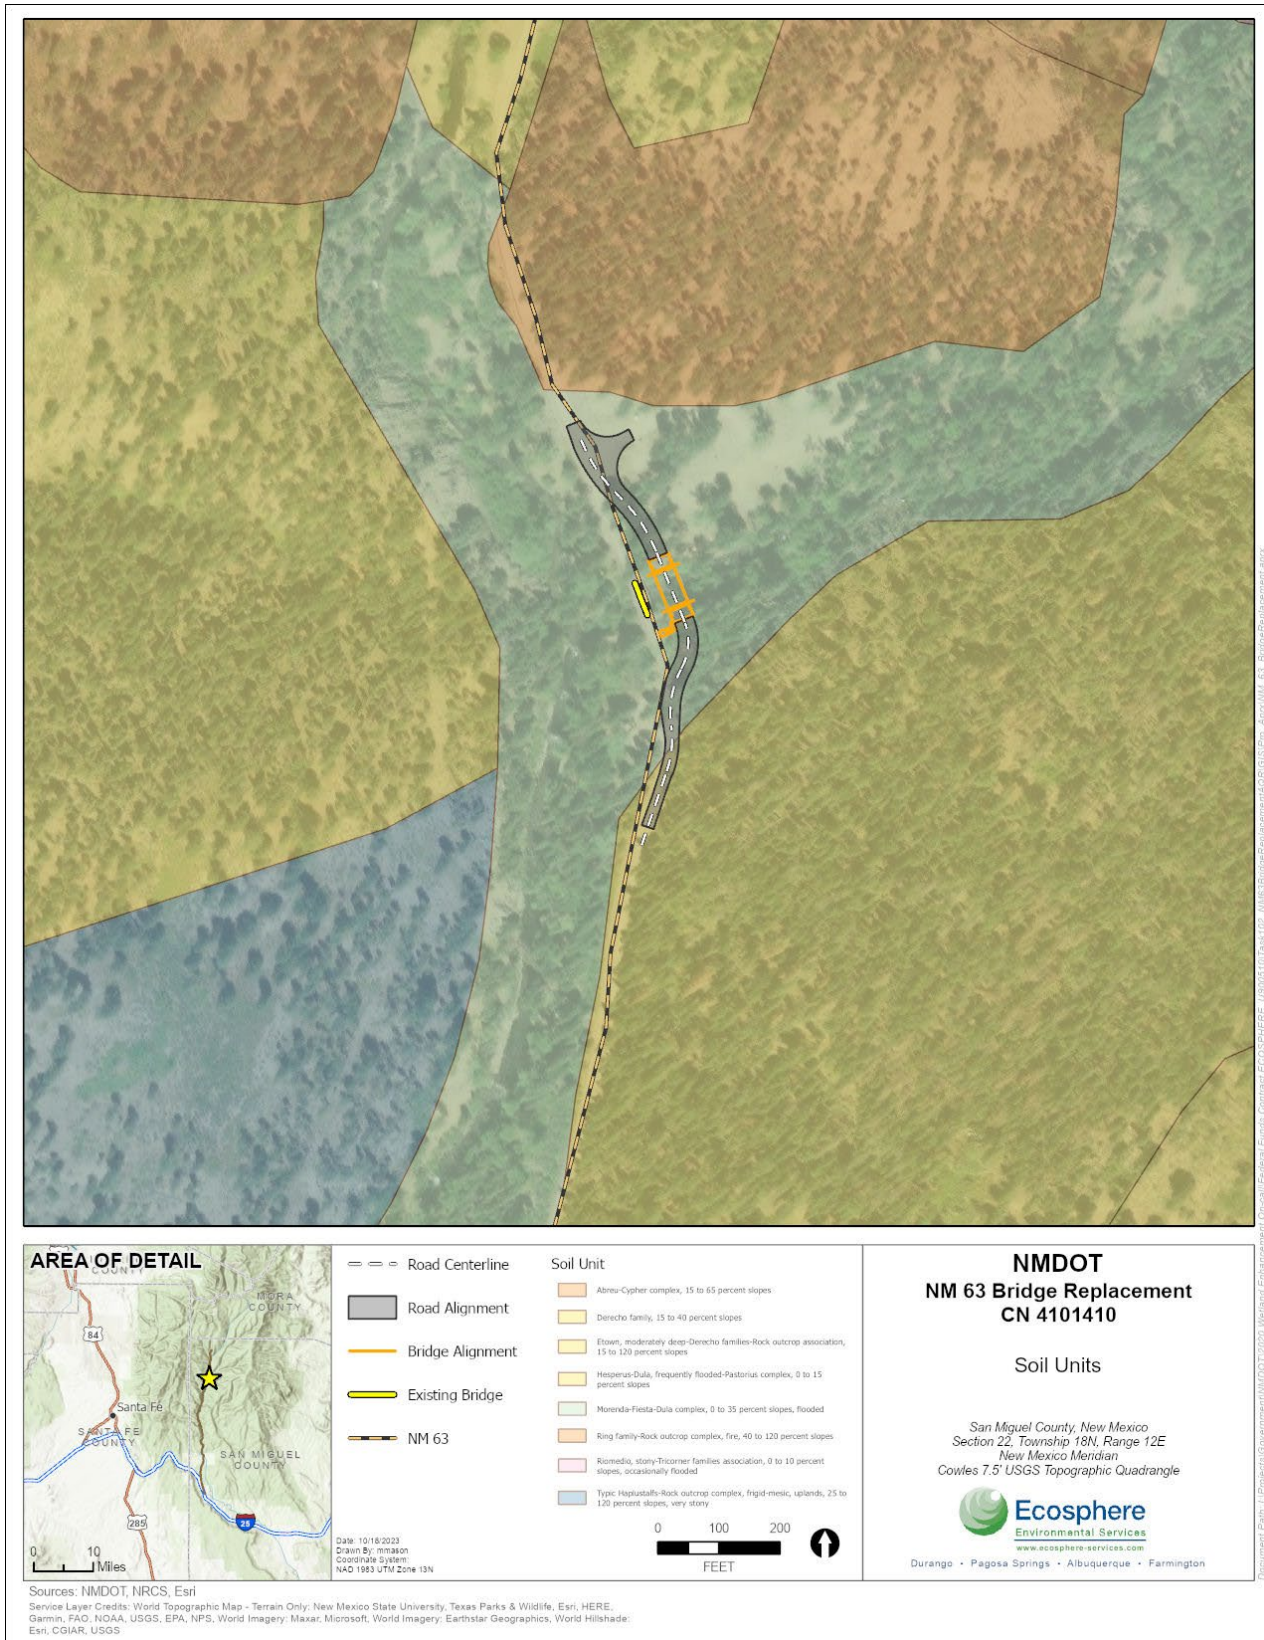 AREA OF DETAIL
COUNTY
MORA
COUNTY
84
Santa Fe
SANTA FE
COUNTY
SAN MIGUEL
COUNTY
25
285
0 10
Miles
Road Centerline
Road Alignment
Bridge Alignment
Existing Bridge
NM 63
Date: 10/18/2023
Drawn By: mmason
Coordinate System:
NAD 1983 UTM Zone 13N
Soil Unit
Abreu-Cypher complex, 15 to 65 percent slopes
Derecho family, 15 to 40 percent slopes
Etown, moderately deep-Derecho families-Rock outcrop association,
15 to 120 percent slopes
Hesperus-Dula, frequently flooded-Pastorius complex, 0 to 15
percent slopes
Morenda-Fiesta-Dula complex, 0 to 35 percent slopes, flooded
Ring family-Rock outcrop complex, fire, 40 to 120 percent slopes
Riomedio, stony-Tricorner families association, 0 to 10 percent
slopes, occasionally flooded
Typic Haplustalfs-Rock outcrop complex, frigid-mesic, uplands, 25 to
120 percent slopes, very stony
0 100 200
FEET
NMDOT
NM 63 Bridge Replacement
CN 4101410
Soil Units
San Miguel County, New Mexico
Section 22, Township 18N, Range 12E
New Mexico Meridian
Cowles 7.5' USGS Topographic Quadrangle
Ecosphere
Environmental Services
www.ecosphere-services.com
Durango • Pagosa Springs • Albuquerque • Farmington
Sources: NMDOT, NRCS, Esri
Service Layer Credits: World Topographic Map - Terrain Only: New Mexico State University, Texas Parks & Wildlife, Esri, HERE,
Garmin, FAO, NOAA, USGS, EPA, NPS, World Imagery: Maxar, Microsoft, World Imagery: Earthstar Geographics, World Hillshade:
Esri, CGIAR, USGS